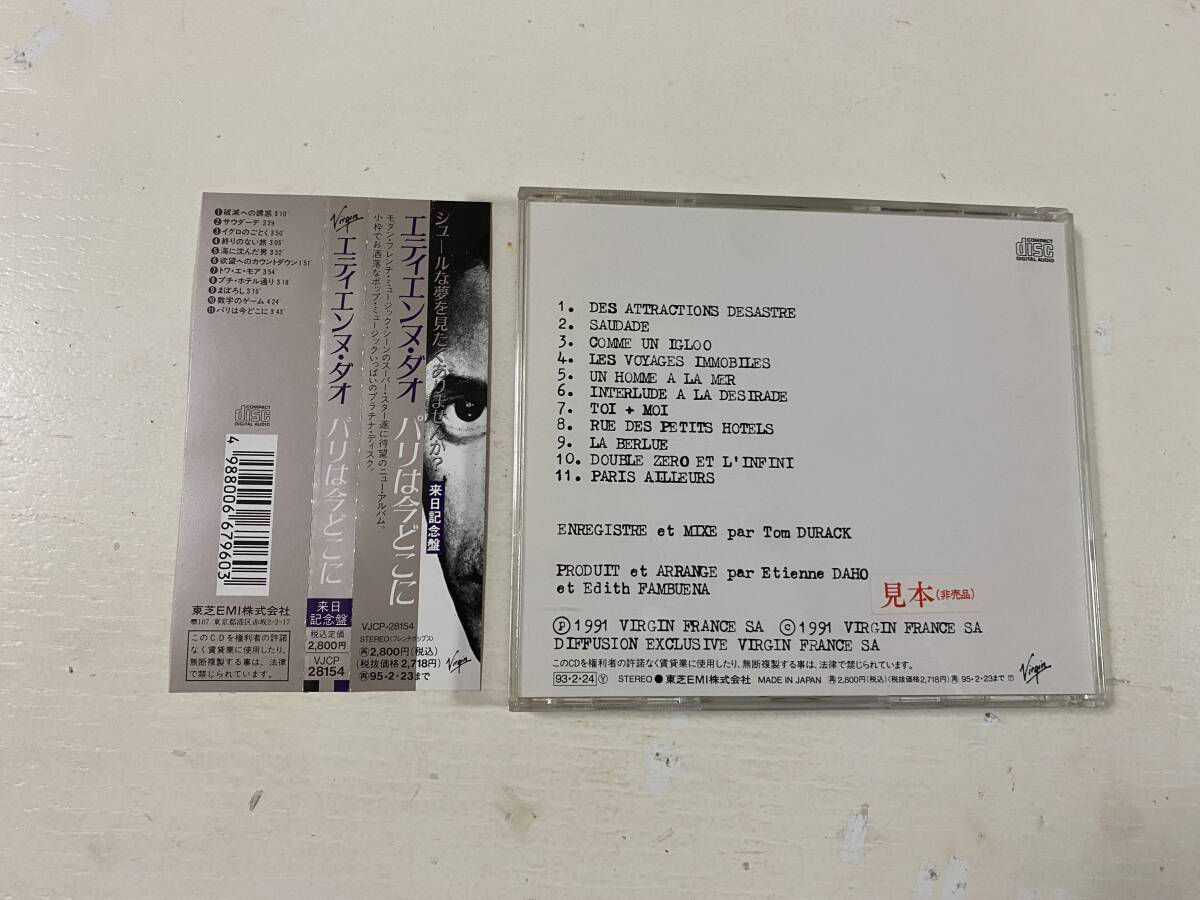 ❶破滅への誘惑 3'10"
❷サウダーデ 3'29"
❸イグロのごとく 3'50"
❹終りのない旅 3'05"
❺海に沈んだ男 3'52"
❻欲望へのカウントダウン 1'51"
❼トワ・エ・モア 3'54"
❽プチ・ホテル通り 3'18"
❾まぼろし 3'16"
❿数字のゲーム 4'24"
⓫パリは今どこに 3'43"
COMPACT
disc
DIGITAL AUDIO
4 988006 679603
東芝EMI株式会社
〒107 東京都港区赤坂2-2-17
このCDを権利者の許諾
なく賃貸業に使用したり、
無断複製する事は、法律
で禁じられています。
Virgin
エティエンヌ・ダオ
パリは今どこに
来日
記念盤
税込定価
2,800円
VJCP
28154
シュールな夢を見たくありませんか?
来日記念盤
エティエンヌ・ダオ
パリは今どこに
モダン・フレンチ・ミュージック・シーンのスーパー・スター遂に待望のニュー・アルバム。
小粋でお洒落なポップ・ミュージックいっぱいのプラチナ・ディスク。
VJCP-28154
STEREO(フレンチポップス)
2,800円(税込)
(税抜価格2,718円)
95・2・23まで
Virgin
COMPACT
disc
DIGITAL AUDIO
1. DES ATTRACTIONS DESASTRE
2. SAUDADE
3. COMME UN IGLOO
4. LES VOYAGES IMMOBILES
5. UN HOMME A LA MER
6. INTERLUDE A LA DESIRADE
7. TOI + MOI
8. RUE DES PETITS HOTELS
9. LA BERLUE
10. DOUBLE ZERO ET L'INFINI
11. PARIS AILLEURS
ENREGISTRE et MIXE par Tom DURACK
PRODUIT et ARRANGE par Etienne DAHO
et Edith FAMBUENA
見本(非売品)
℗ 1991 VIRGIN FRANCE SA © 1991 VIRGIN FRANCE SA
DIFFUSION EXCLUSIVE VIRGIN FRANCE SA
このCDを権利者の許諾なく賃貸業に使用したり、無断複製する事は、法律で禁じられています。
93・2・24 Ⓨ STEREO ● 東芝EMI株式会社 MADE IN JAPAN 2,800円(税込)(税抜価格2,718円) 95・2・23まで
Virgin